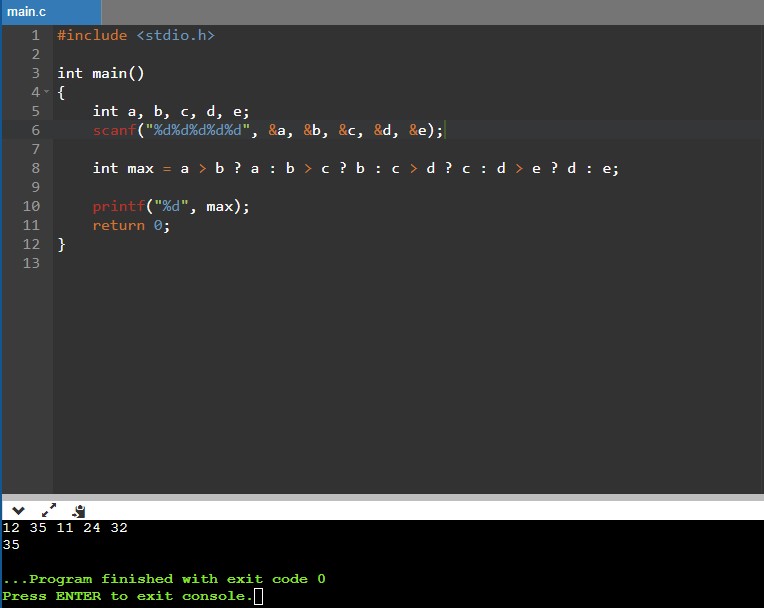 main.c
1 #include <stdio.h>
2
3 int main()
4 {
5 int a, b, c, d, e;
6 scanf("%d%d%d%d%d", &a, &b, &c, &d, &e);
7
8 int max = a > b ? a : b > c ? b : c > d ? c : d > e ? d : e;
9
10 printf("%d", max);
11 return 0;
12 }
13
12 35 11 24 32
35
...Program finished with exit code 0
Press ENTER to exit console.